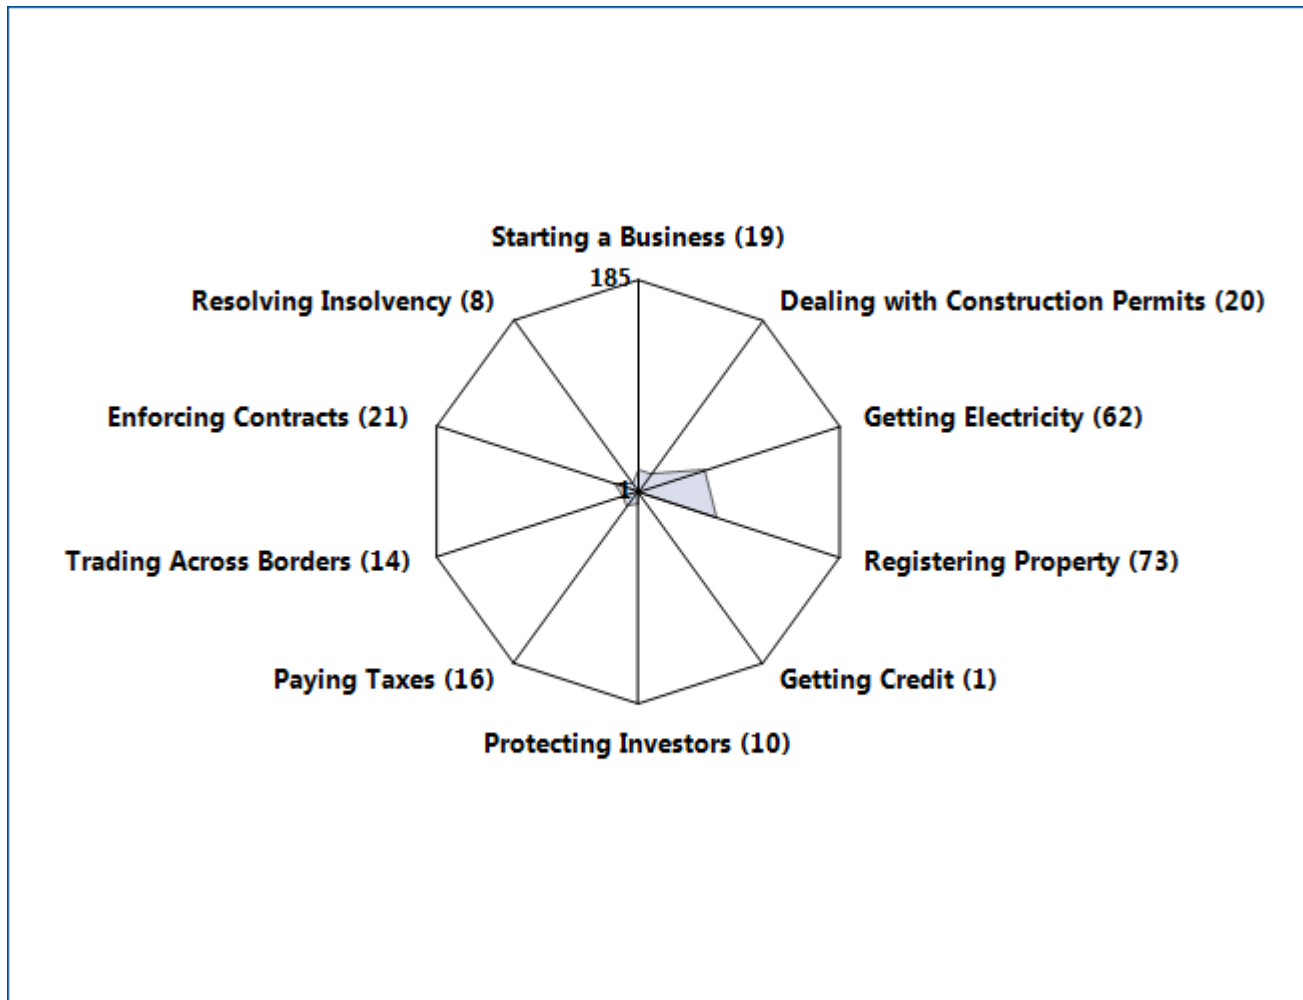 Starting a Business (19)
185
Resolving Insolvency (8)
Dealing with Construction Permits (20)
Enforcing Contracts (21)
Getting Electricity (62)
1
Trading Across Borders (14)
Registering Property (73)
Paying Taxes (16)
Getting Credit (1)
Protecting Investors (10)